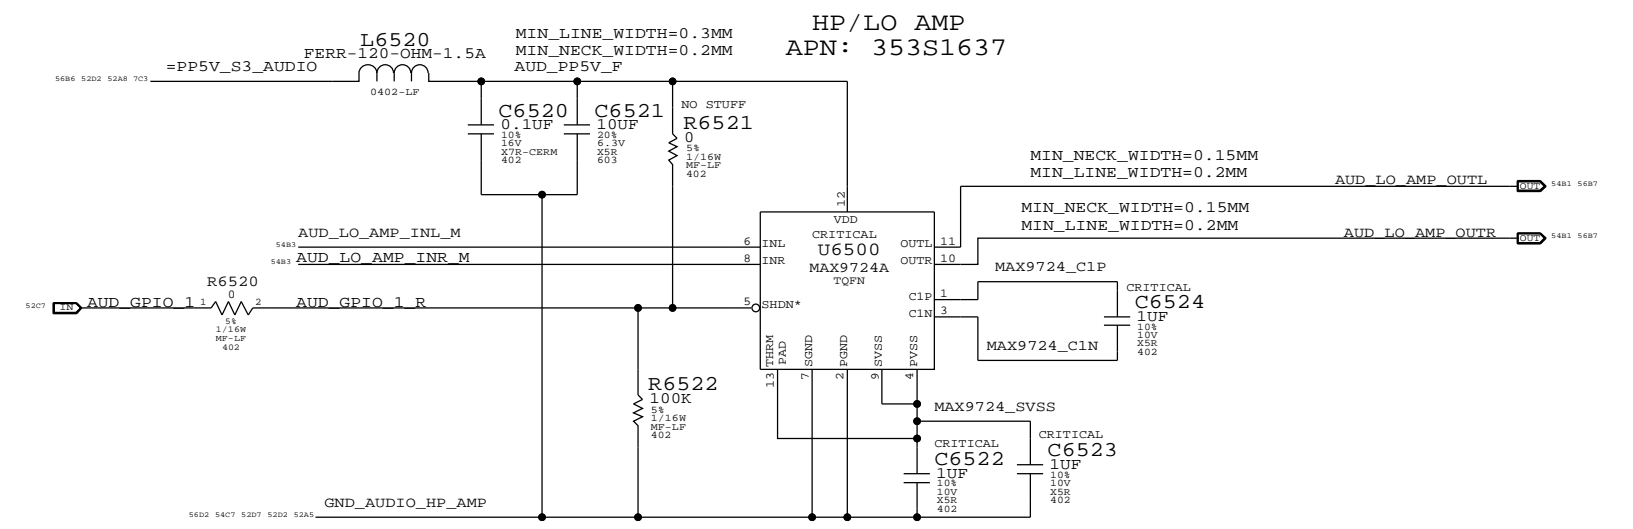 HP/LO AMP
APN: 353S1637
L6520
FERR-120-OHM-1.5A
0402-LF
MIN_LINE_WIDTH=0.3MM
MIN_NECK_WIDTH=0.2MM
AUD_PP5V_F
56B6 52D2 52A8 7C3
=PP5V_S3_AUDIO
C6520
0.1UF
10%
16V
X7R-CERM
402
C6521
10UF
20%
6.3V
X5R
603
NO STUFF
R6521
0
5%
1/16W
MF-LF
402
MIN_NECK_WIDTH=0.15MM
MIN_LINE_WIDTH=0.2MM
AUD_LO_AMP_OUTL
OUT
54B1 56B7
MIN_NECK_WIDTH=0.15MM
MIN_LINE_WIDTH=0.2MM
AUD_LO_AMP_OUTR
OUT
54B1 56B7
12
VDD
CRITICAL
U6500
MAX9724A
TQFN
54B3
AUD_LO_AMP_INL_M
6
INL
54B3
AUD_LO_AMP_INR_M
8
INR
OUTL
11
OUTR
10
52C7
IN
AUD_GPIO_1
R6520
0
1
2
5%
1/16W
MF-LF
402
AUD_GPIO_1_R
5
SHDN*
C1P
1
C1N
3
MAX9724_C1P
MAX9724_C1N
CRITICAL
C6524
1UF
10%
10V
X5R
402
THRM
PAD
SGND
PGND
SVSS
PVSS
13
7
2
9
4
R6522
100K
5%
1/16W
MF-LF
402
MAX9724_SVSS
CRITICAL
C6522
1UF
10%
10V
X5R
402
CRITICAL
C6523
1UF
10%
10V
X5R
402
56D2 54C7 52D7 52D2 52A5
GND_AUDIO_HP_AMP